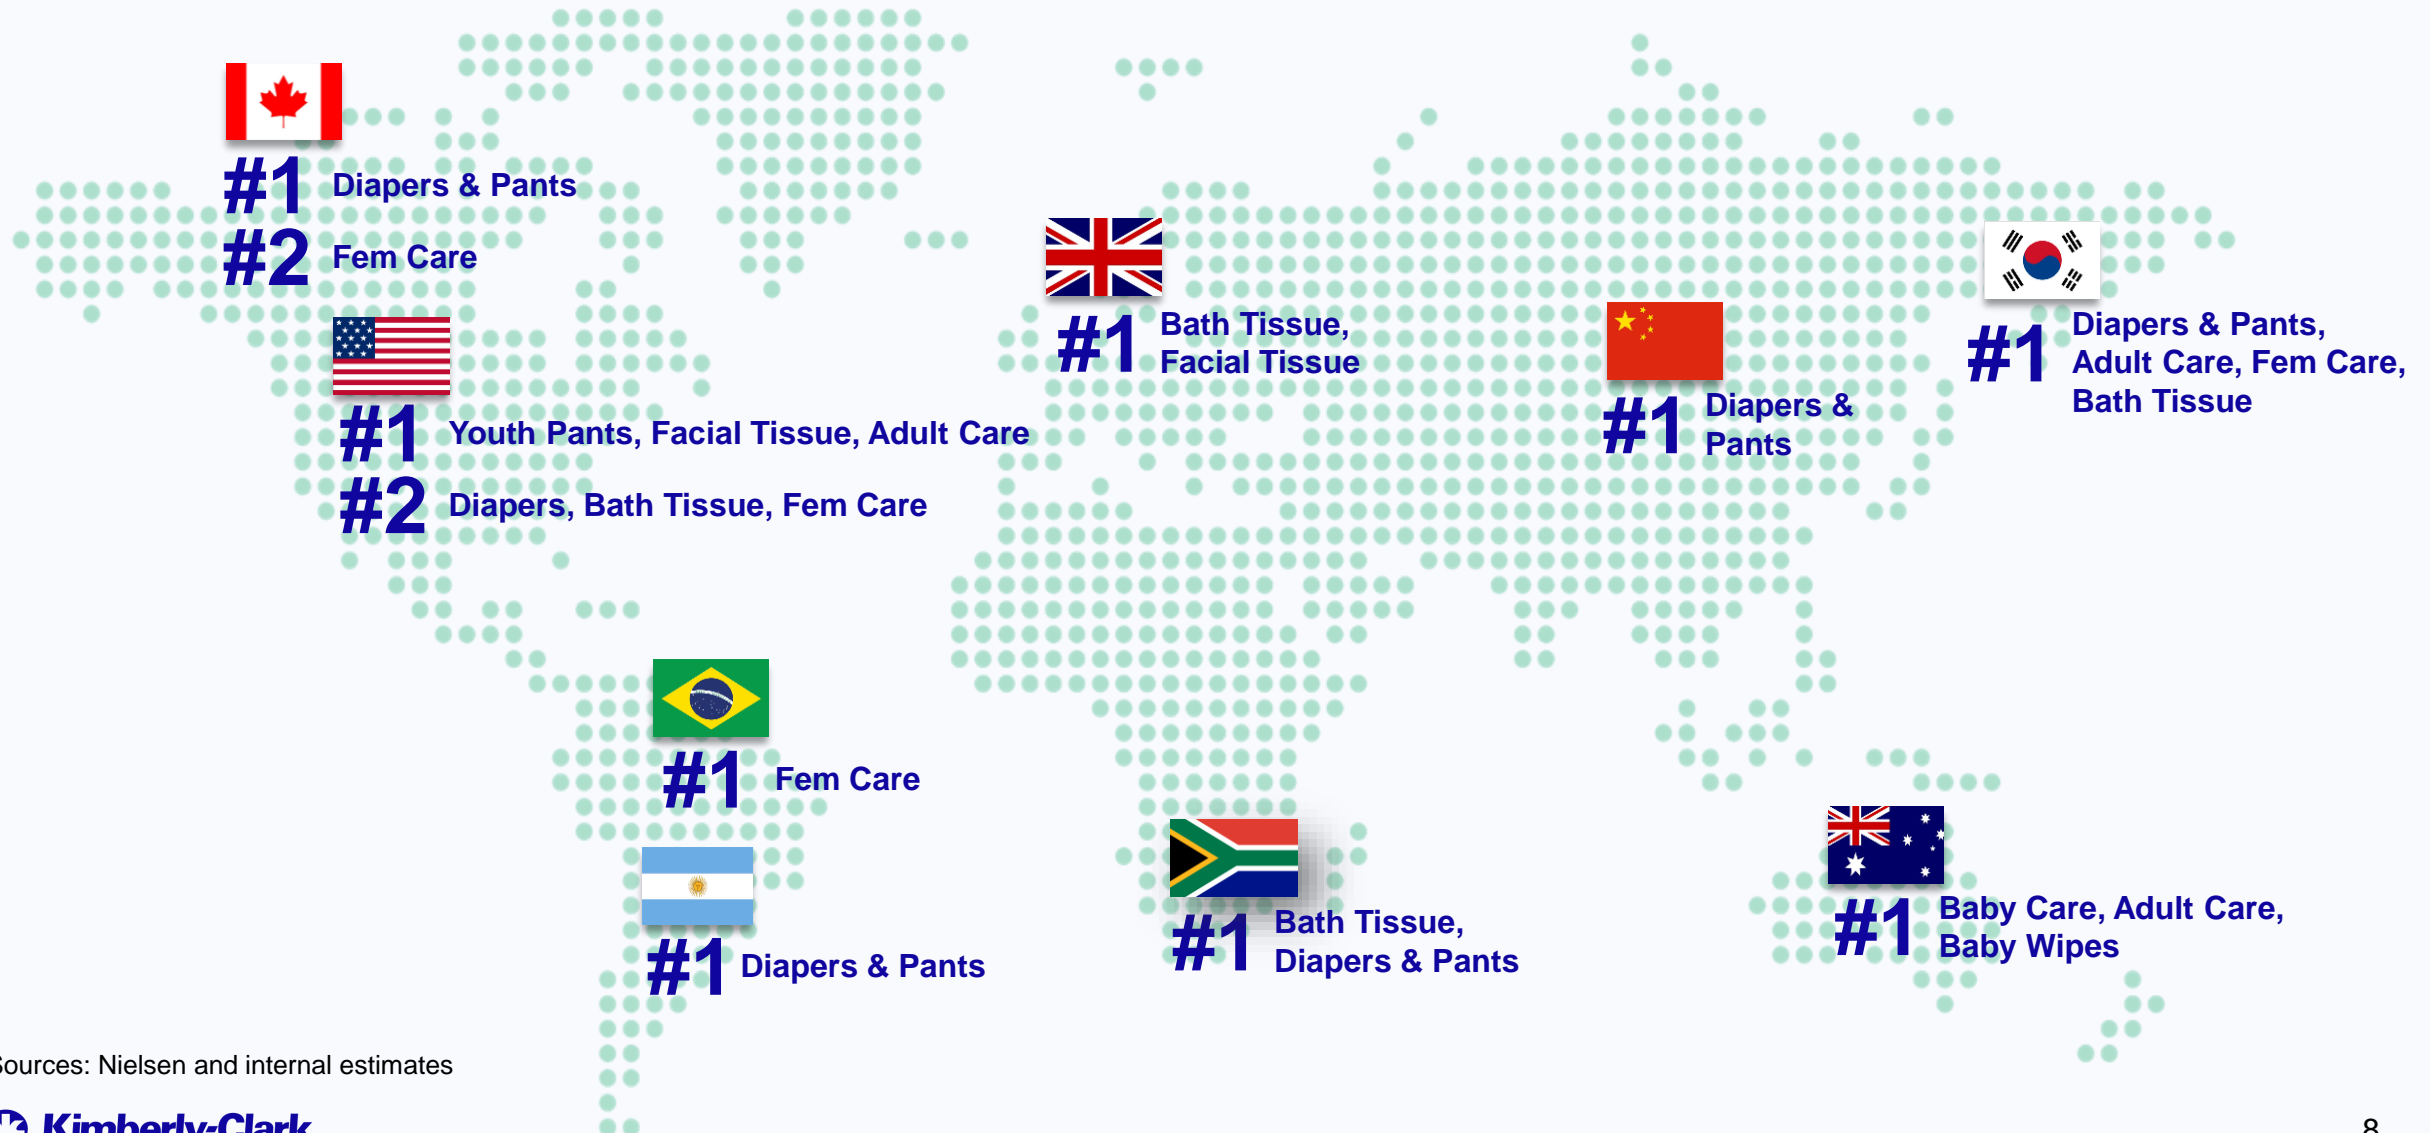 #1 Diapers & Pants
#2 Fem Care
#1 Youth Pants, Facial Tissue, Adult Care
#2 Diapers, Bath Tissue, Fem Care
#1 Bath Tissue,
Facial Tissue
#1 Diapers &
Pants
#1 Diapers & Pants,
Adult Care, Fem Care,
Bath Tissue
#1 Fem Care
#1 Diapers & Pants
#1 Bath Tissue,
Diapers & Pants
#1 Baby Care, Adult Care,
Baby Wipes
Sources: Nielsen and internal estimates
Kimberly-Clark
8